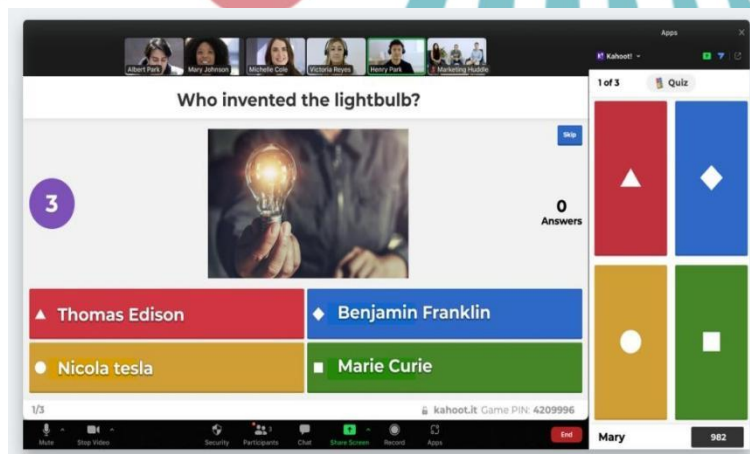 Apps
Albert Park
Mary Johnson
Michelle Cole
Victoria Reyes
Henry Park
Marketing Huddle
Kahoot!
1 of 3
Quiz
Who invented the lightbulb?
Skip
3
0
Answers
Thomas Edison
Benjamin Franklin
Nicola tesla
Marie Curie
1/3
kahoot.it Game PIN: 4209996
Mute
Stop Video
Security
Participants
3
Chat
Share Screen
Record
Apps
End
Mary
982